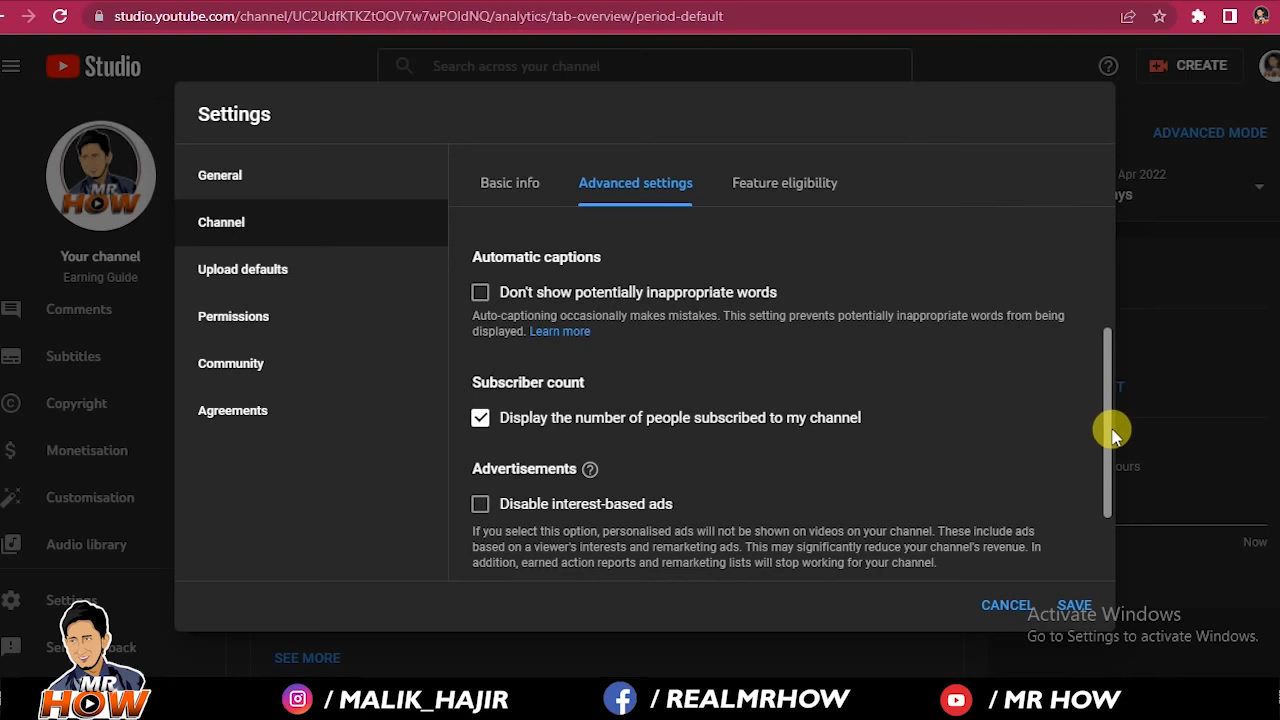 studio.youtube.com/channel/UC2UdfKTKZtOOV7w7wPOIdNQ/analytics/tab-overview/period-default
Studio
Search across your channel
CREATE
Settings
MR
HOW
Your channel
Earning Guide
Comments
Subtitles
Copyright
Monetisation
Customisation
Audio library
Settings
General
Channel
Upload defaults
Permissions
Community
Agreements
Basic info
Advanced settings
Feature eligibility
Automatic captions
Don't show potentially inappropriate words
Auto-captioning occasionally makes mistakes. This setting prevents potentially inappropriate words from being
displayed. Learn more
Subscriber count
Display the number of people subscribed to my channel
Advertisements
Disable interest-based ads
If you select this option, personalised ads will not be shown on videos on your channel. These include ads
based on a viewer's interests and remarketing ads. This may significantly reduce your channel's revenue. In
addition, earned action reports and remarketing lists will stop working for your channel.
CANCEL
SAVE
ADVANCED MODE
Apr 2022
Now
Activate Windows
Go to Settings to activate Windows.
SEE MORE
MR
HOW
/ MALIK_HAJIR
/ REALMRHOW
/ MR HOW